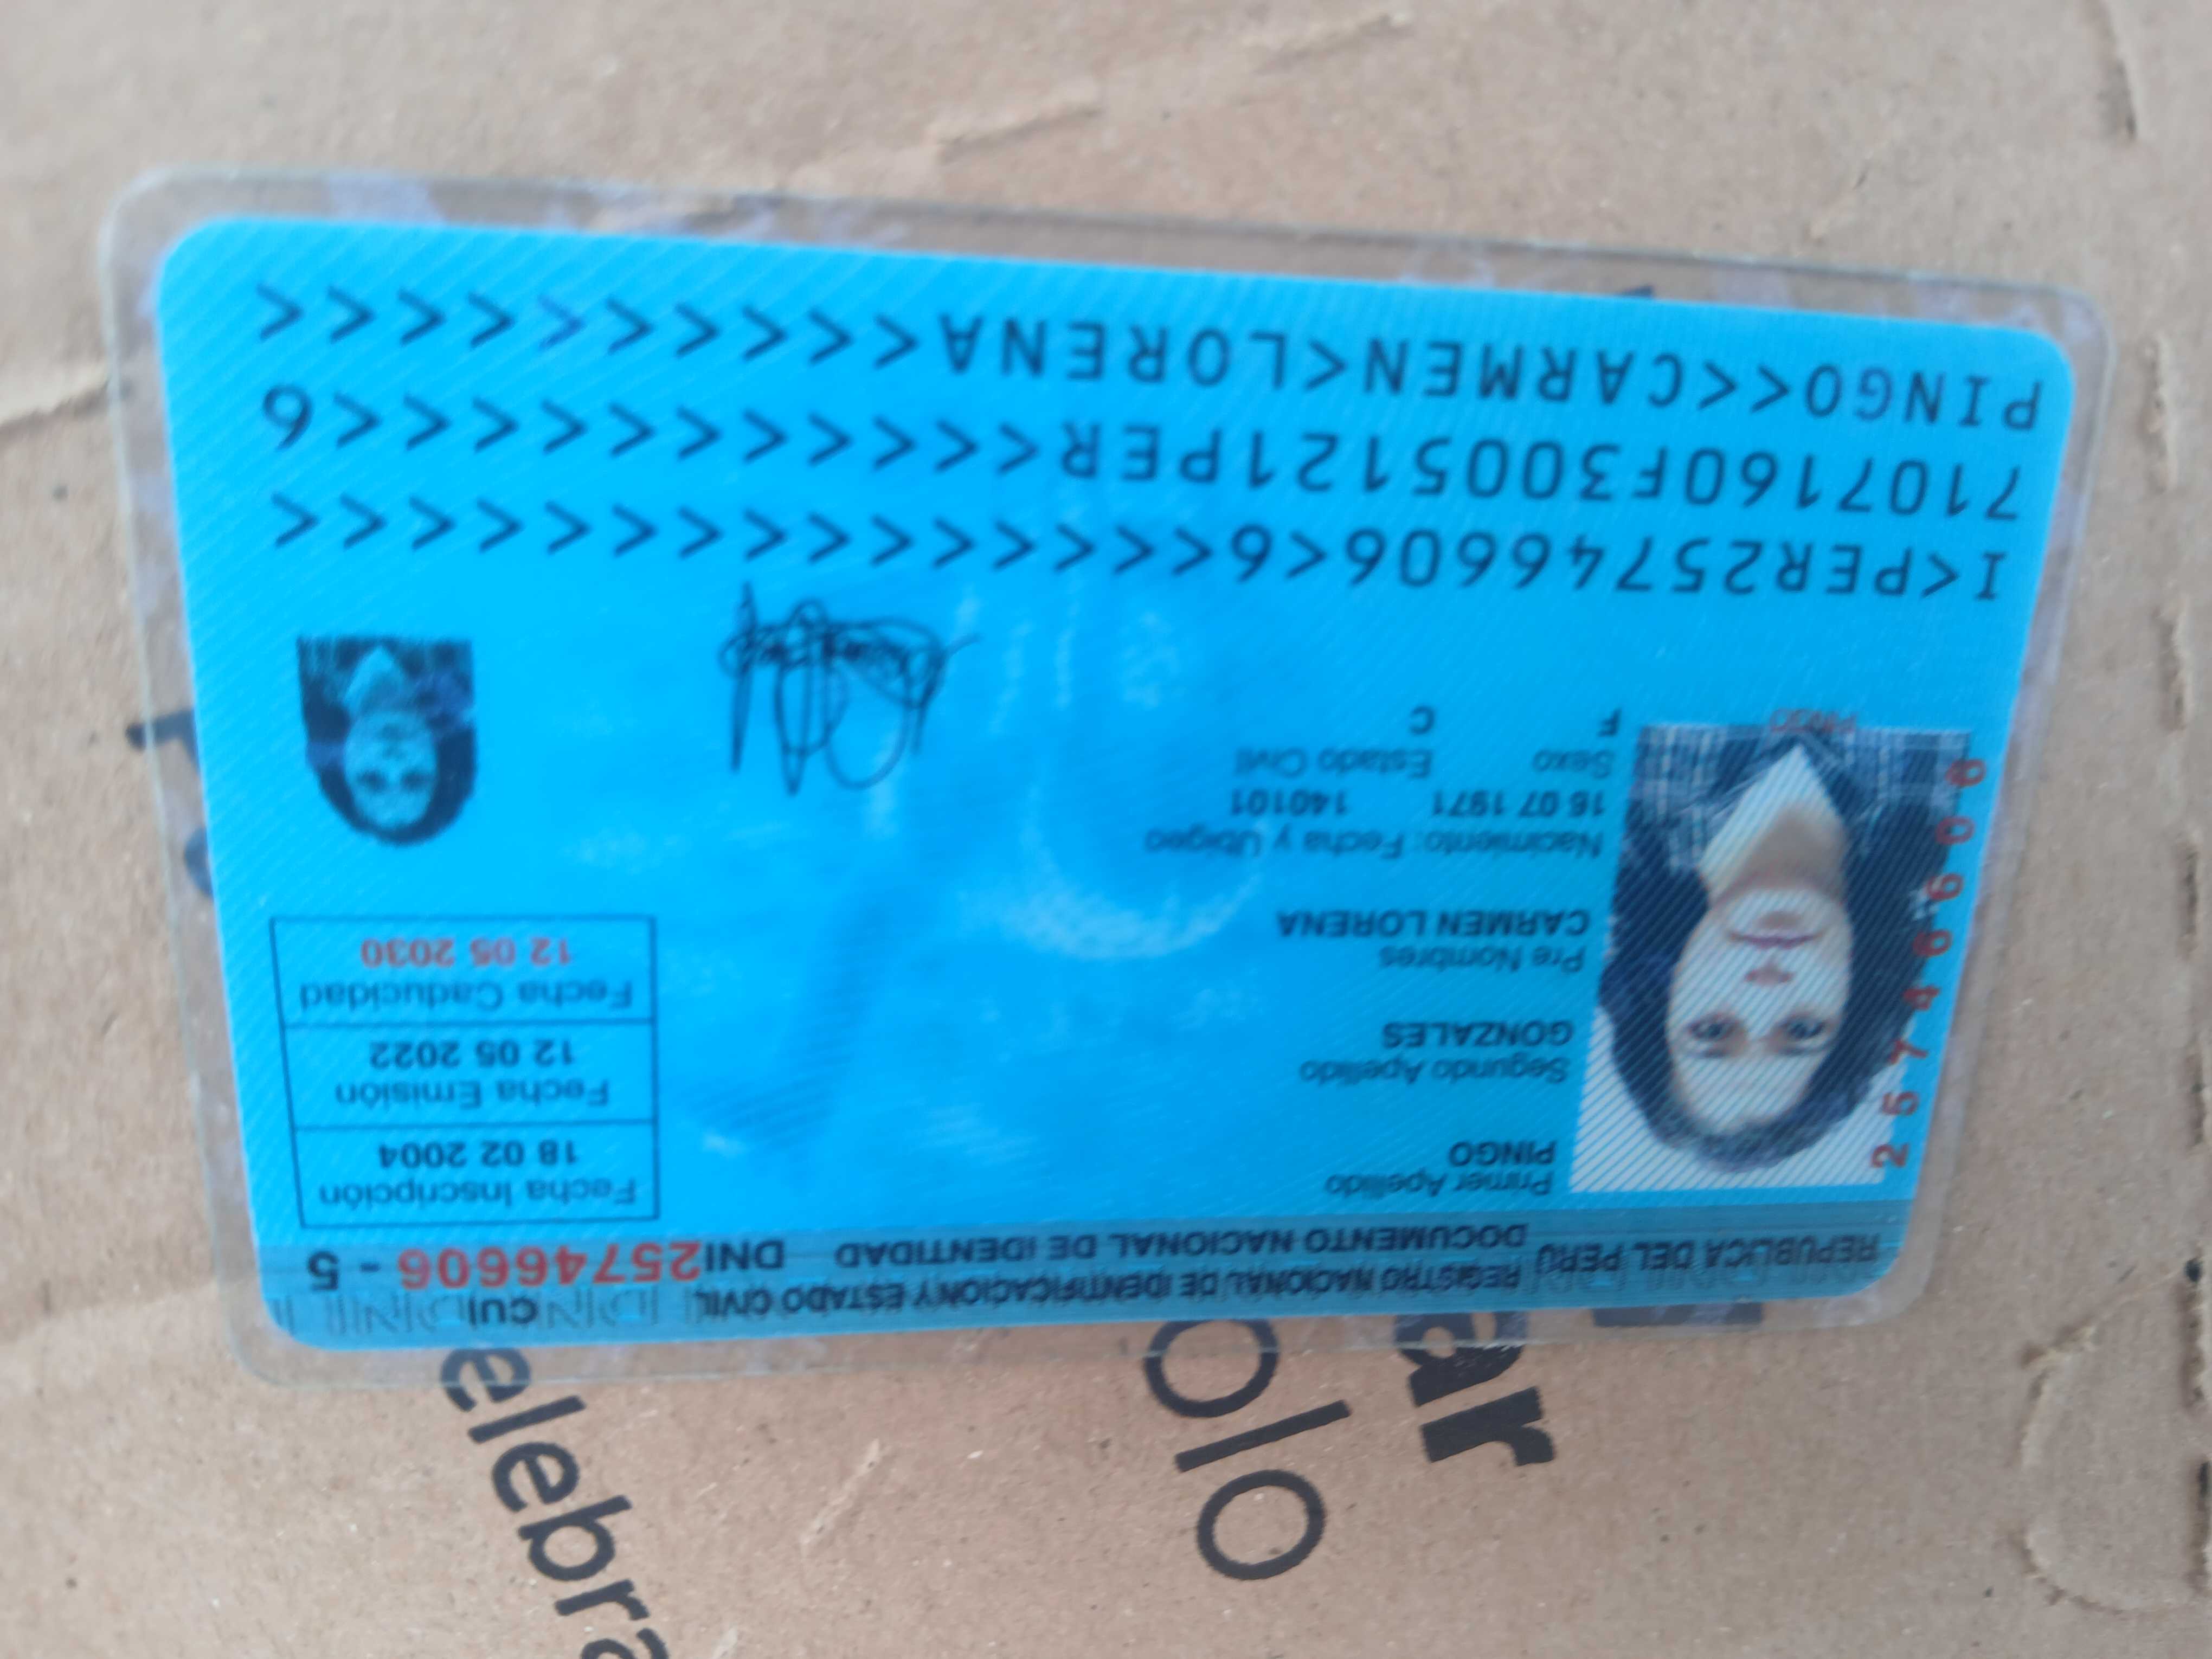 REPUBLICA DEL PERU
REGISTRO NACIONAL DE IDENTIFICACION Y ESTADO CIVIL
DOCUMENTO NACIONAL DE IDENTIDAD
CUI
DNI 25746606 - 5
Primer Apellido
PINGO
Segundo Apellido
GONZALES
Pre Nombres
CARMEN LORENA
Nacimiento: Fecha y Ubigeo
16 07 1971 140101
Sexo Estado Civil
F C
Fecha Inscripción
18 02 2004
Fecha Emisión
12 05 2022
Fecha Caducidad
12 05 2030
25746606
PINGO
I<PER25746606<6<<<<<<<<<<<<<<<
7107160F3005121PER<<<<<<<<<<<6
PINGO<<CARMEN<LORENA<<<<<<<<<<
elebra
ar